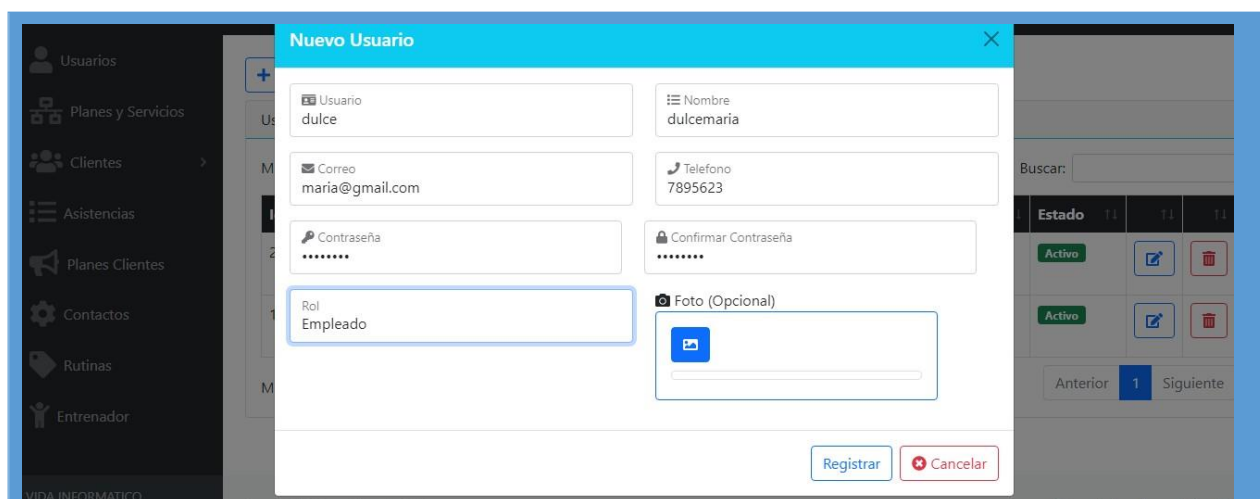 Nuevo Usuario
Usuarios
Planes y Servicios
Clientes
Asistencias
Planes Clientes
Contactos
Rutinas
Entrenador
VIDA INFORMATICO
Usuario
dulce
Nombre
dulcemaria
Correo
maria@gmail.com
Telefono
7895623
Contraseña
••••••••
Confirmar Contraseña
••••••••
Rol
Empleado
Foto (Opcional)
Registrar
Cancelar
Buscar:
Estado
Activo
Activo
Anterior 1 Siguiente